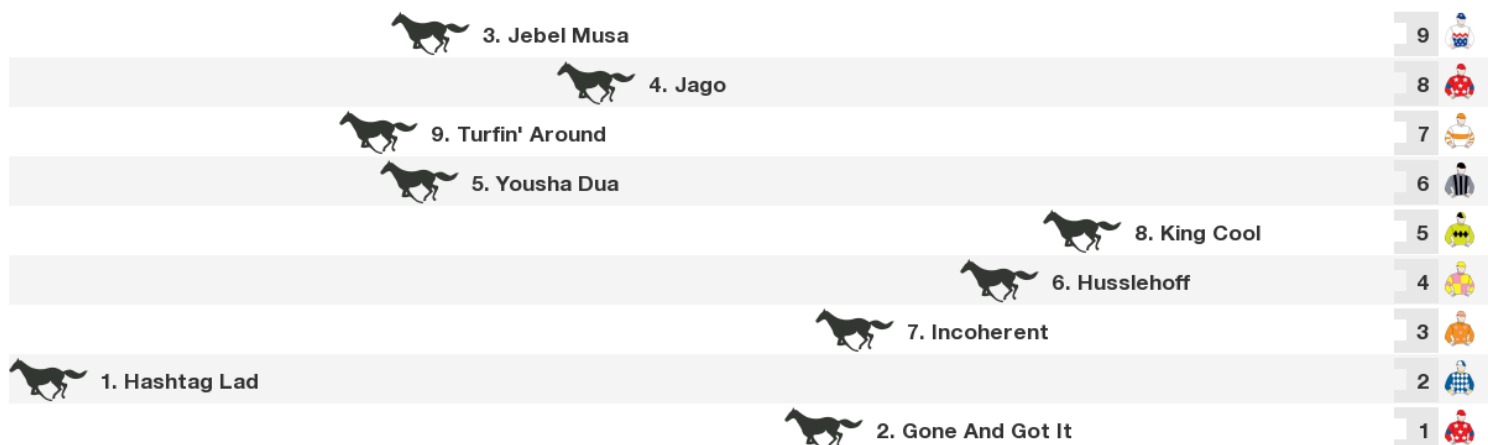 3. Jebel Musa 9
4. Jago 8
9. Turfin' Around 7
5. Yousha Dua 6
8. King Cool 5
6. Husslehoff 4
7. Incoherent 3
1. Hashtag Lad 2
2. Gone And Got It 1